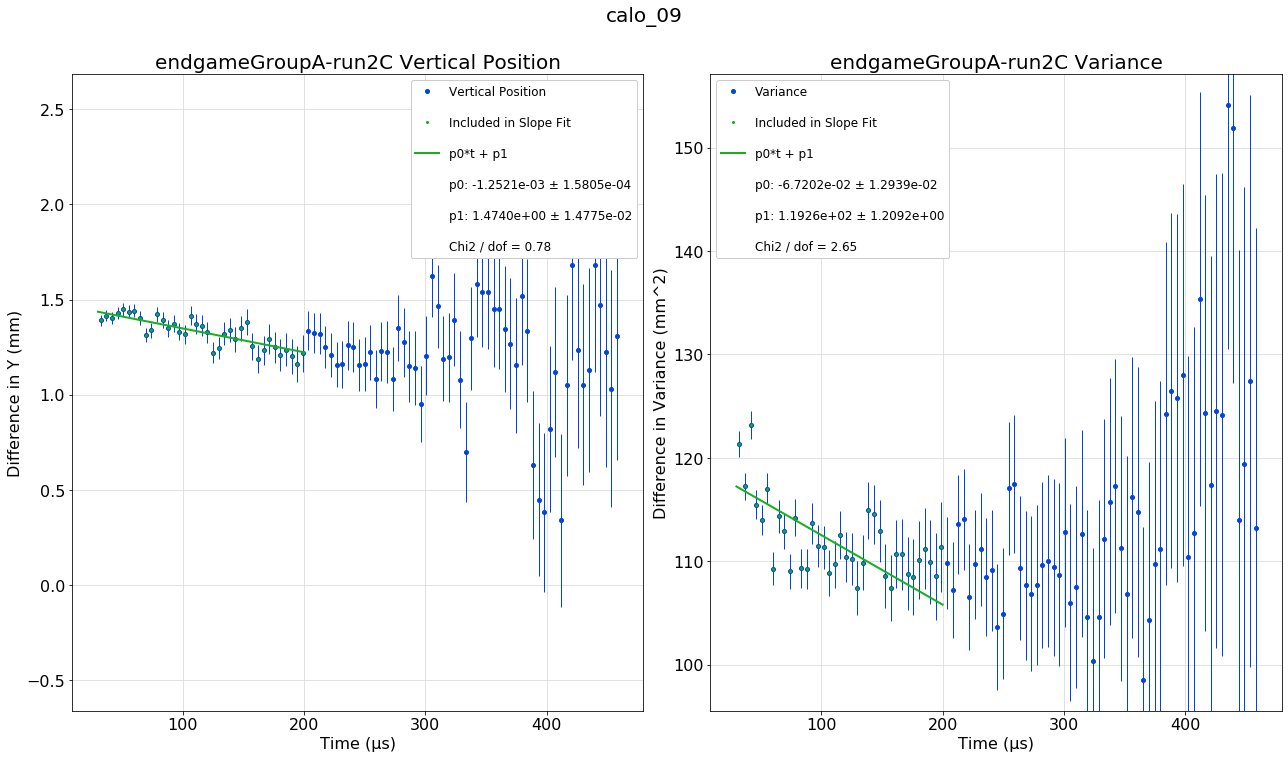 calo_09
endgameGroupA-run2C Vertical Position
Difference in Y (mm)
2.5
2.0
1.5
1.0
0.5
0.0
−0.5
100 200 300 400
Time (μs)
Vertical Position
Included in Slope Fit
p0*t + p1
p0: -1.2521e-03 ± 1.5805e-04
p1: 1.4740e+00 ± 1.4775e-02
Chi2 / dof = 0.78
endgameGroupA-run2C Variance
Difference in Variance (mm^2)
150
140
130
120
110
100
100 200 300 400
Time (μs)
Variance
Included in Slope Fit
p0*t + p1
p0: -6.7202e-02 ± 1.2939e-02
p1: 1.1926e+02 ± 1.2092e+00
Chi2 / dof = 2.65